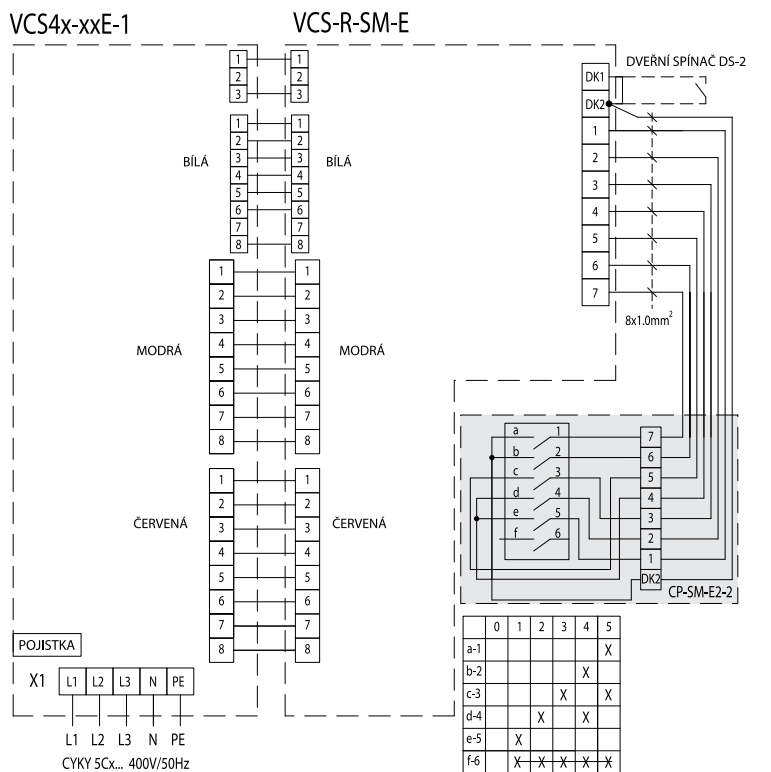 VCS4x-xxE-1
VCS-R-SM-E
1 1
2 2
3 3
BÍLÁ
1 1
2 2
3 3
4 4
5 5
6 6
7 7
8 8
BÍLÁ
MODRÁ
1 1
2 2
3 3
4 4
5 5
6 6
7 7
8 8
MODRÁ
ČERVENÁ
1 1
2 2
3 3
4 4
5 5
6 6
7 7
8 8
ČERVENÁ
POJISTKA
X1 L1 L2 L3 N PE
L1 L2 L3 N PE
CYKY 5Cx... 400V/50Hz
DVEŘNÍ SPÍNAČ DS-2
DK1
DK2
1
2
3
4
5
6
7
8x1.0mm²
a 1 7
b 2 6
c 3 5
d 4 4
e 5 3
f 6 2
1
DK2
CP-SM-E2-2
0 1 2 3 4 5
a-1 X
b-2 X
c-3 X X
d-4 X X
e-5 X
f-6 X X X X X